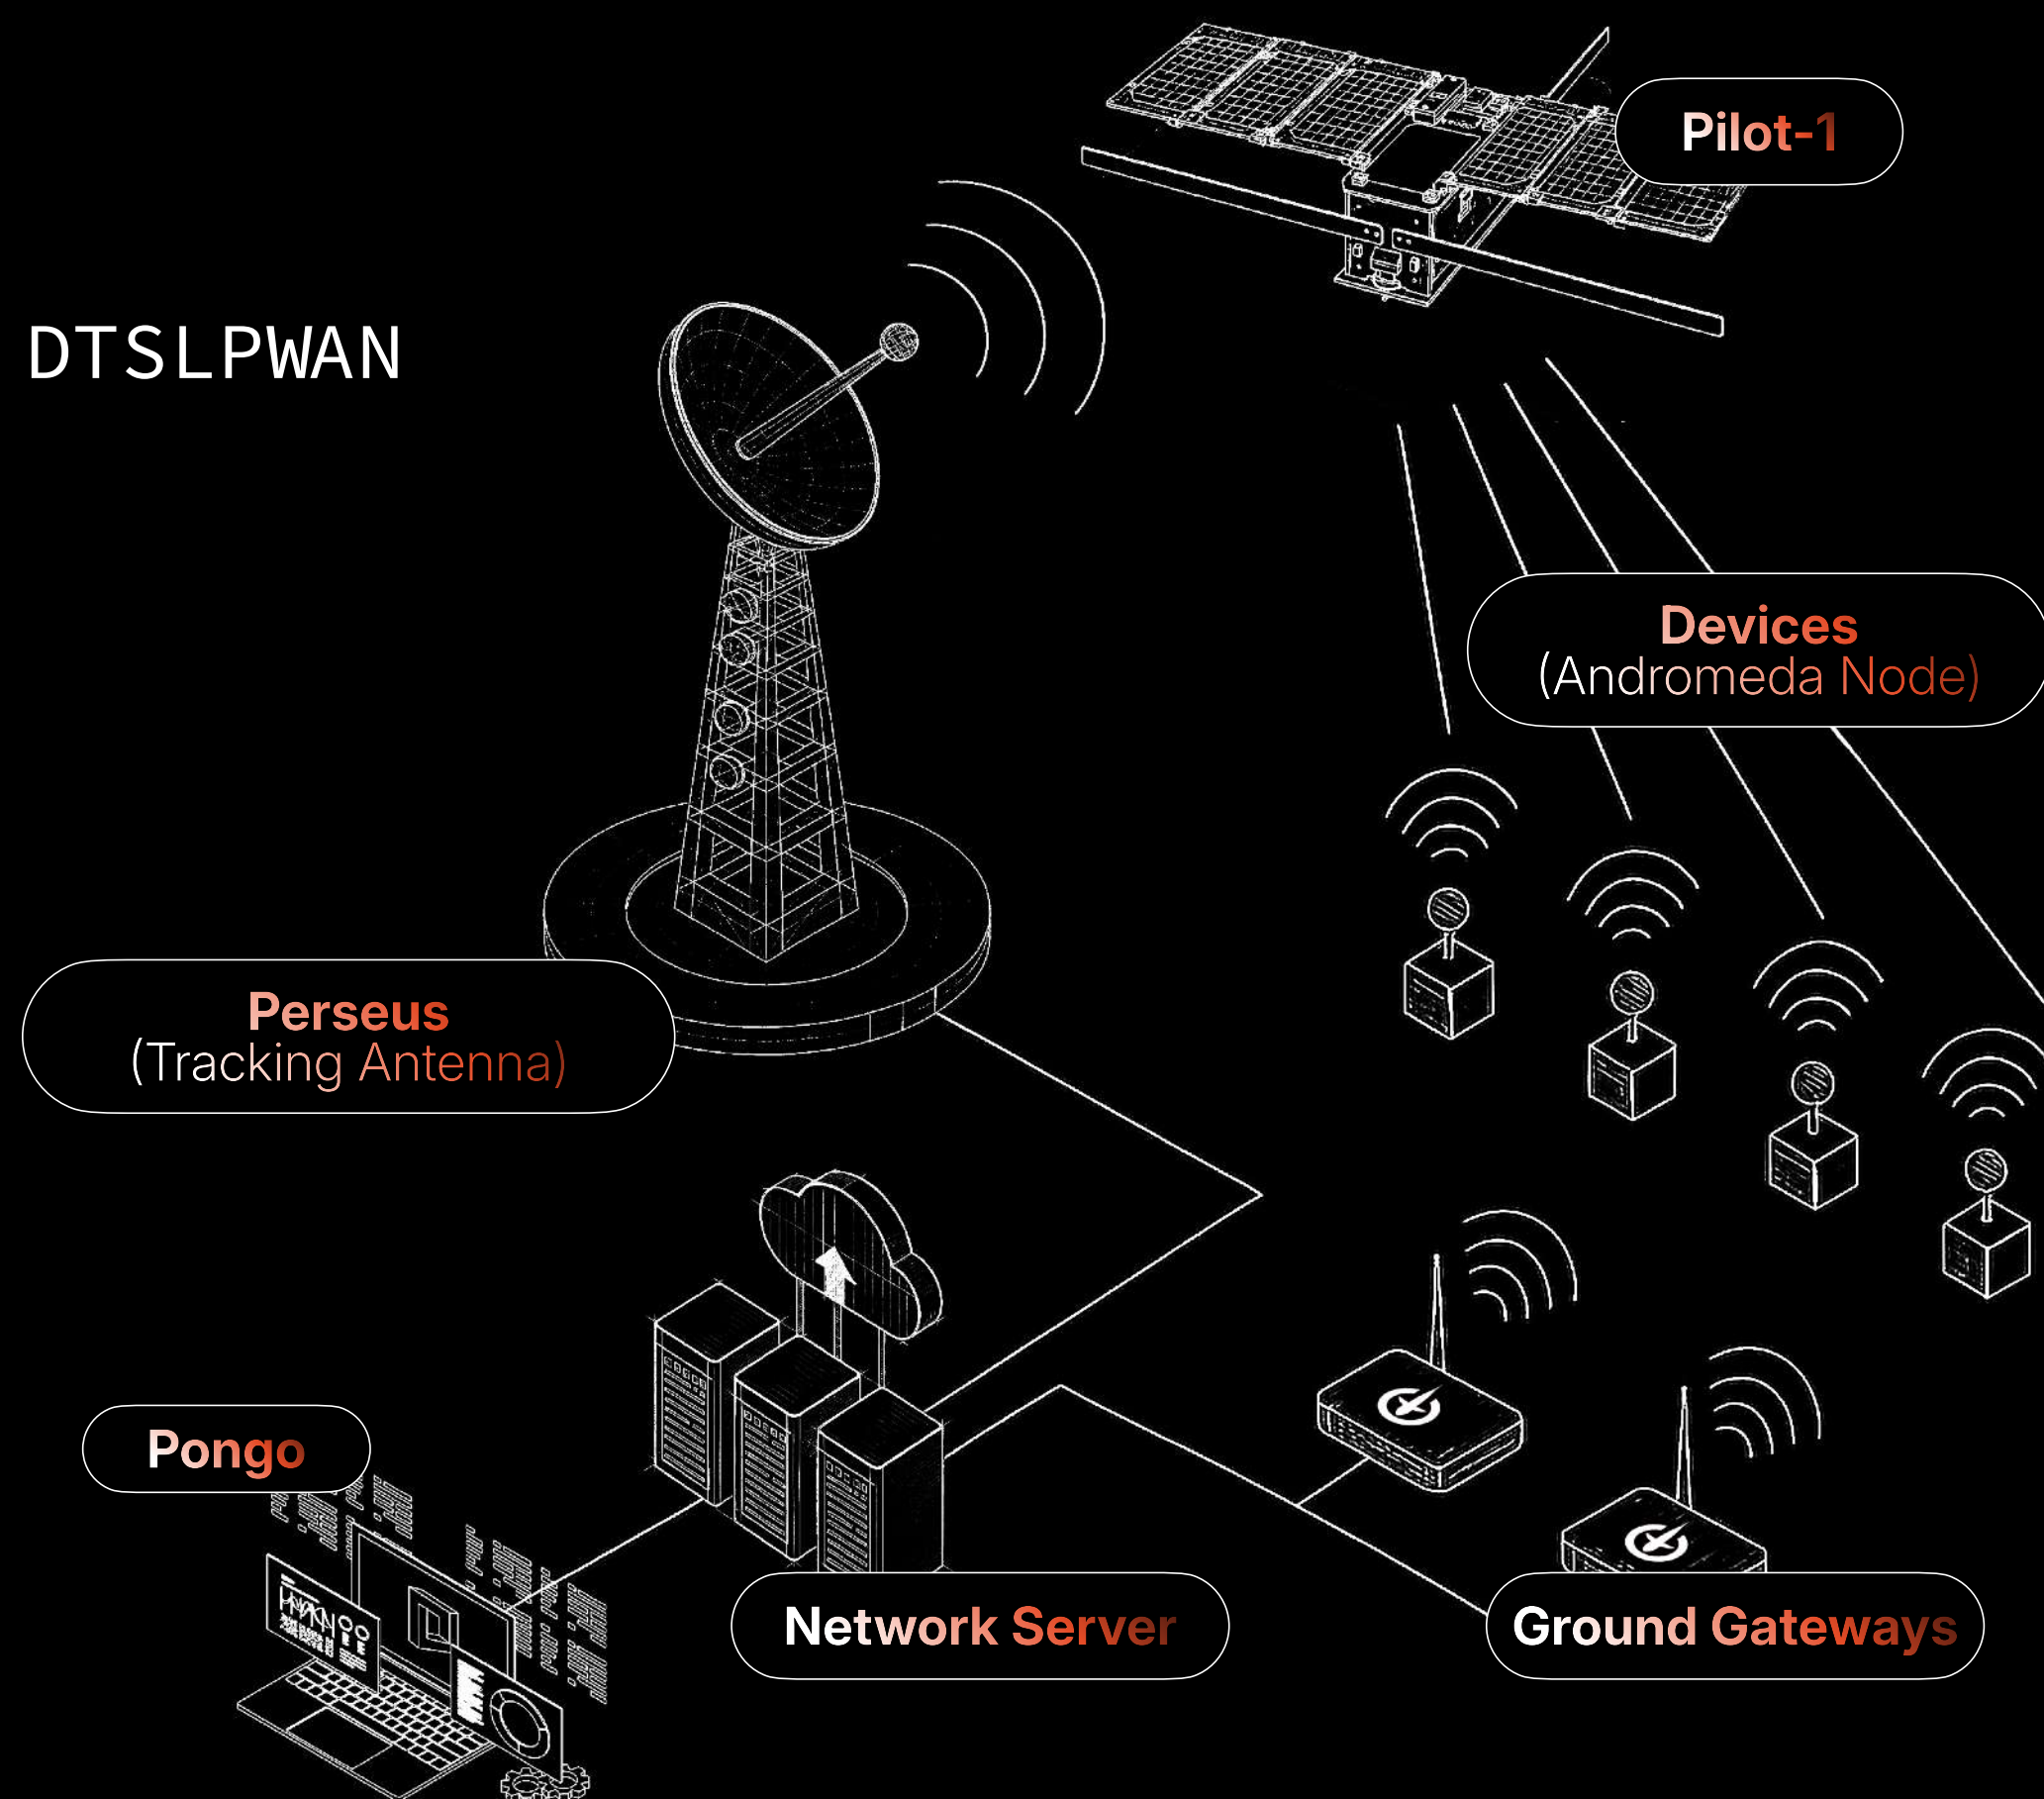 Pilot-1
DTSLPWAN
Devices
(Andromeda Node)
Perseus
(Tracking Antenna)
Pongo
Network Server
Ground Gateways